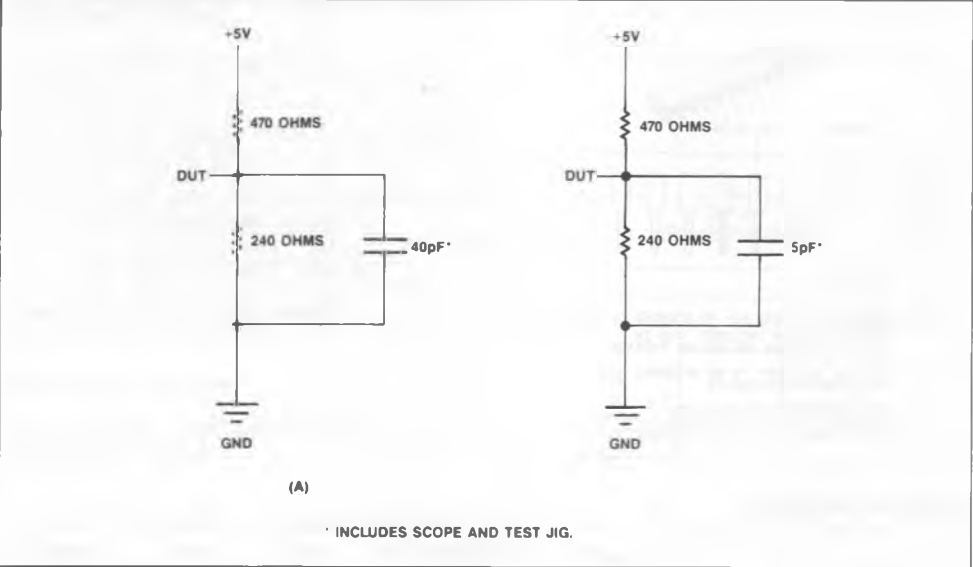 +5V
470 OHMS
DUT
240 OHMS
40pF*
GND
(A)
+5V
470 OHMS
DUT
240 OHMS
5pF*
GND
* INCLUDES SCOPE AND TEST JIG.